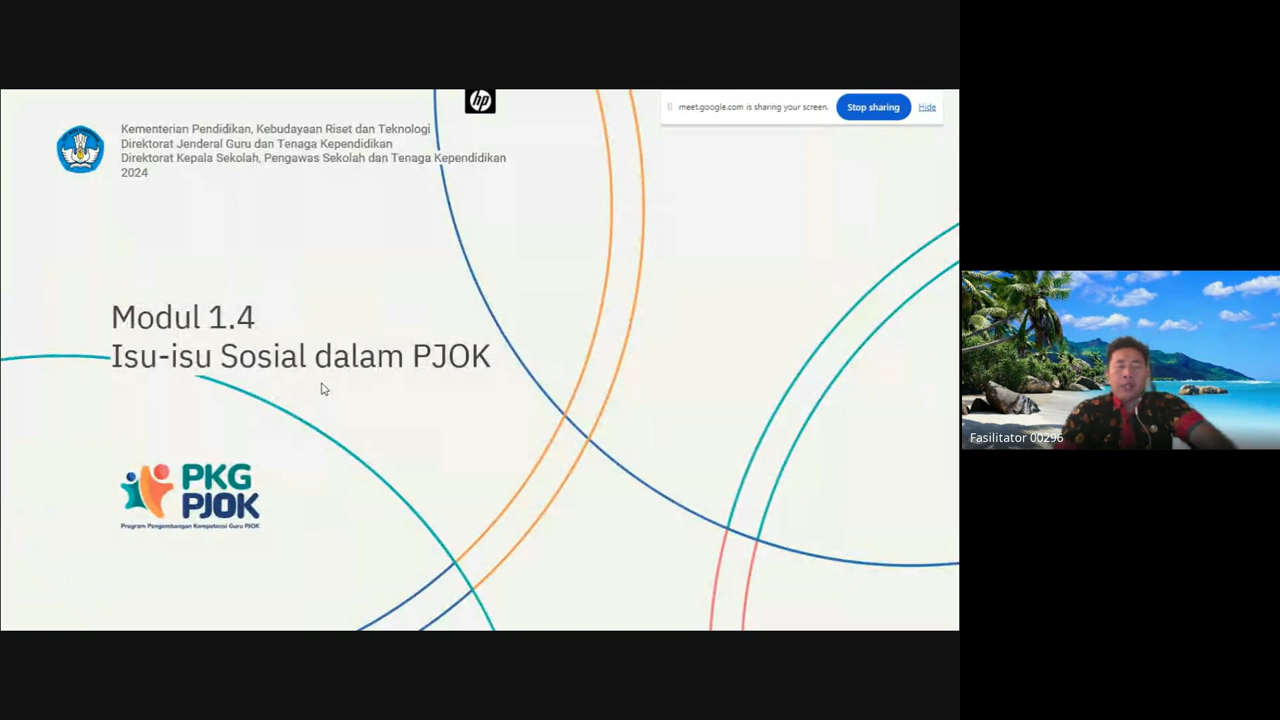 hp
meet.google.com is sharing your screen.
Stop sharing
Hide
Kementerian Pendidikan, Kebudayaan Riset dan Teknologi
Direktorat Jenderal Guru dan Tenaga Kependidikan
Direktorat Kepala Sekolah, Pengawas Sekolah dan Tenaga Kependidikan
2024
Modul 1.4
Isu-isu Sosial dalam PJOK
PKG
PJOK
Program Pengembangan Kompetensi Guru PJOK
Fasilitator 00296